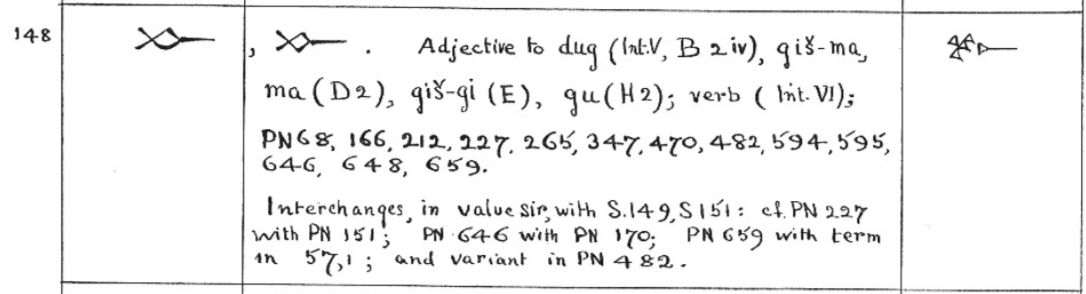 148
, . Adjective to dug (Int.V, B 2 iv), giš-ma,
ma (D2), giš-gi (E), gu (H2); verb ( Int. VI);
PN 68, 166, 212, 227, 265, 347, 470, 482, 594, 595,
646, 648, 659.
Interchanges, in value sir, with S.149, S 151 : cf. PN 227
with PN 151 ; PN 646 with PN 170; PN 659 with term
in 57,1 ; and variant in PN 482.